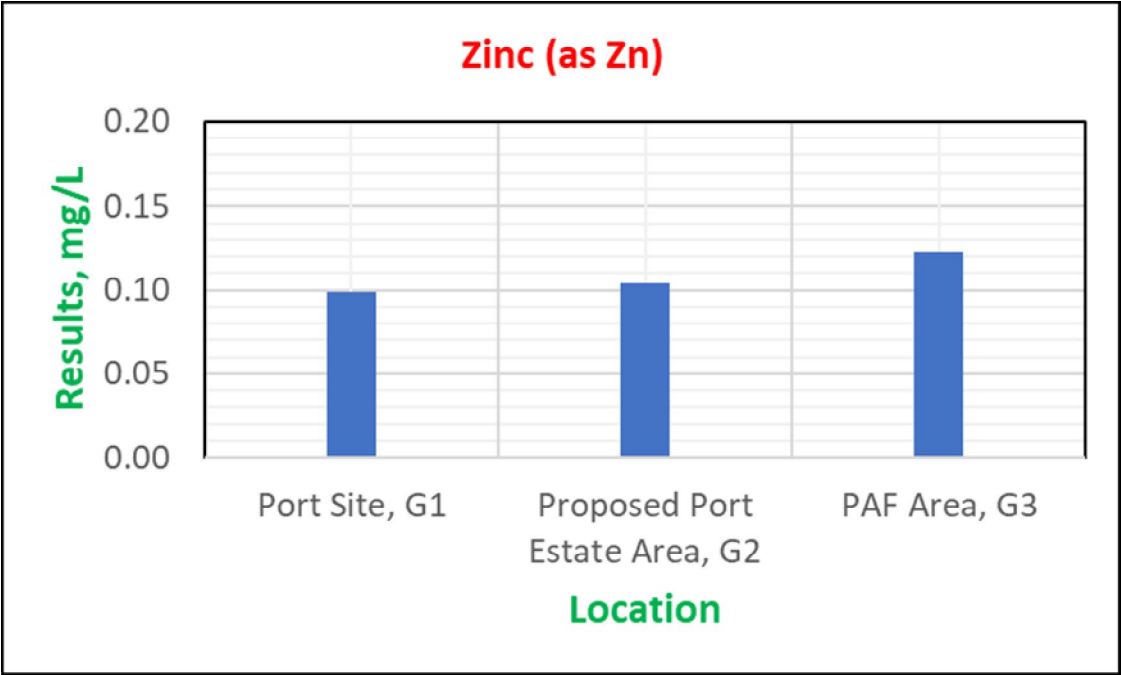 Zinc (as Zn)
Results, mg/L
0.20
0.15
0.10
0.05
0.00
Port Site, G1
Proposed Port
Estate Area, G2
PAF Area, G3
Location